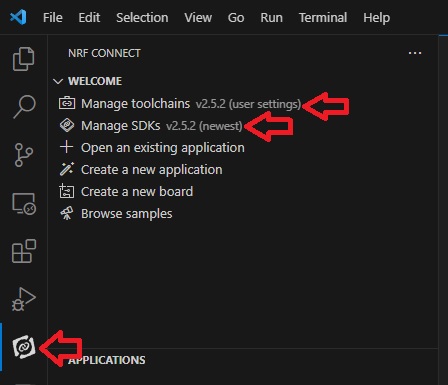 File Edit Selection View Go Run Terminal Help
NRF CONNECT
WELCOME
Manage toolchains v2.5.2 (user settings)
Manage SDKs v2.5.2 (newest)
Open an existing application
Create a new application
Create a new board
Browse samples
APPLICATIONS